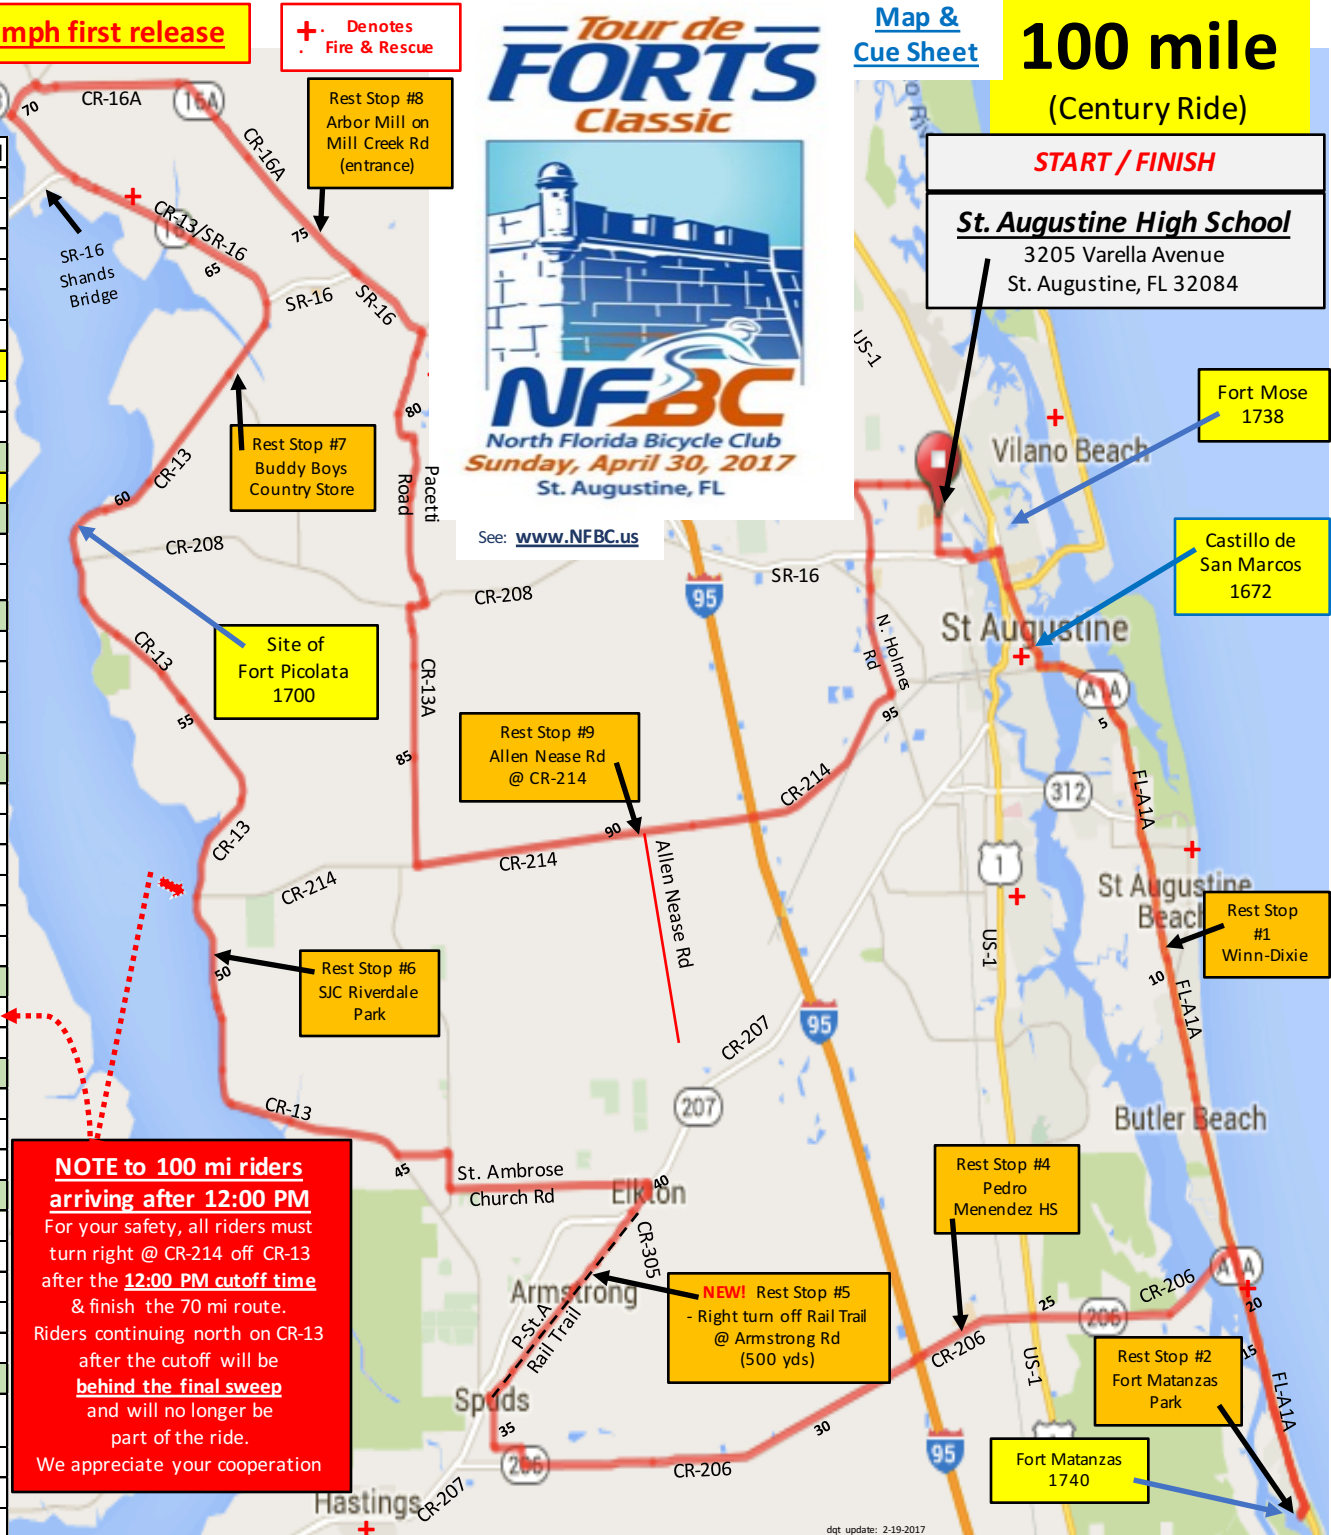 mph first release
Denotes
Fire & Rescue
Tour de
FORTS
Classic
NFBC
North Florida Bicycle Club
Sunday, April 30, 2017
St. Augustine, FL
See: www.NFBC.us
Map &
Cue Sheet
100 mile
(Century Ride)
START / FINISH
St. Augustine High School
3205 Varella Avenue
St. Augustine, FL 32084
70
CR-16A
16A
CR-16A
Rest Stop #8
Arbor Mill on
Mill Creek Rd
(entrance)
75
SR-16
Shands
Bridge
CR-13/SR-16
65
SR-16
SR-16
US-1
Fort Mose
1738
Vilano Beach
80
Rest Stop #7
Buddy Boys
Country Store
CR-13
60
Pacetti
Road
CR-208
CR-208
95
SR-16
Castillo de
San Marcos
1672
St Augustine
N. Holmes
Rd
Site of
Fort Picolata
1700
CR-13
55
CR-13A
85
A1A
5
95
Rest Stop #9
Allen Nease Rd
@ CR-214
CR-214
312
FL-A1A
90
CR-214
CR-13
CR-214
Allen Nease Rd
1
St Augustine
Beach
Rest Stop
#1
Winn-Dixie
US-1
10
FL-A1A
Rest Stop #6
SJC Riverdale
Park
50
95
CR-207
207
CR-13
45
Butler Beach
St. Ambrose
Church Rd
Elkton
40
CR-305
Rest Stop #4
Pedro
Menendez HS
NOTE to 100 mi riders
arriving after 12:00 PM
For your safety, all riders must
turn right @ CR-214 off CR-13
after the 12:00 PM cutoff time
& finish the 70 mi route.
Riders continuing north on CR-13
after the cutoff will be
behind the final sweep
and will no longer be
part of the ride.
We appreciate your cooperation
Armstrong
P-St.A
Rail Trail
NEW! Rest Stop #5
- Right turn off Rail Trail
@ Armstrong Rd
(500 yds)
A1A
CR-206
20
25
206
CR-206
US-1
15
Rest Stop #2
Fort Matanzas
Park
FL-A1A
Spuds
35
30
206
CR-206
95
Fort Matanzas
1740
Hastings
CR-207
dqt update: 2-19-2017